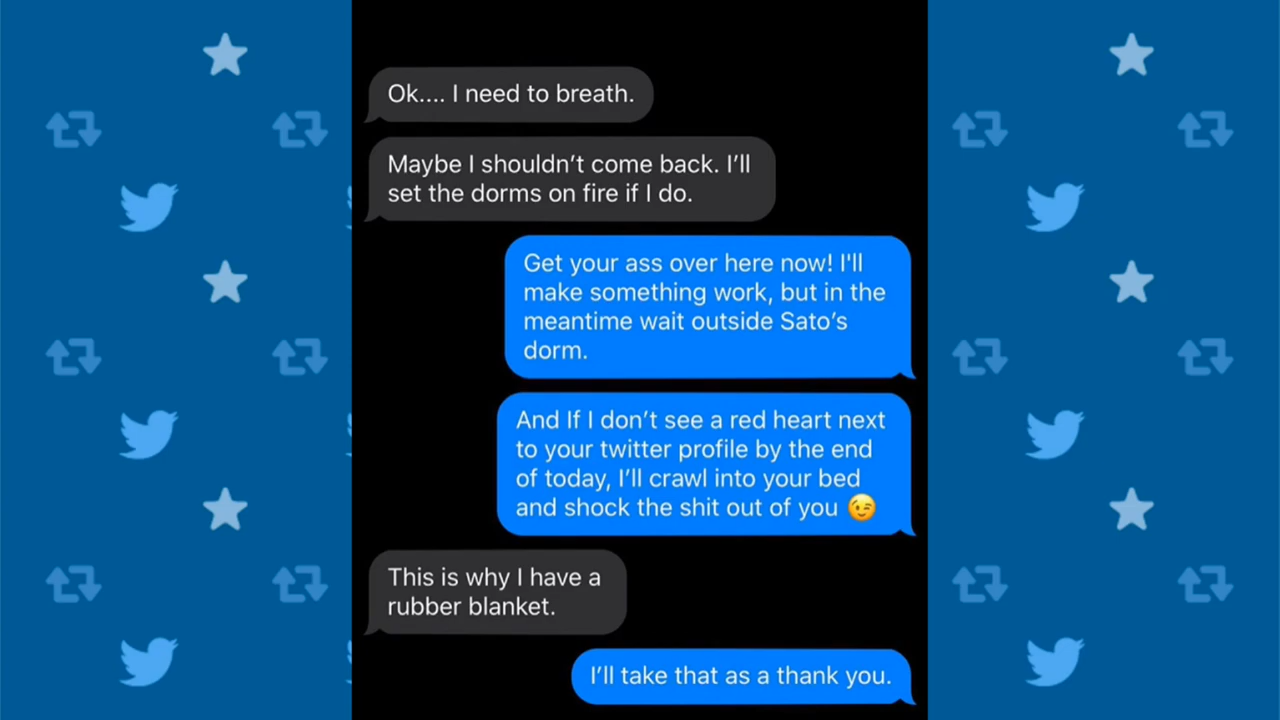 Ok.... I need to breath.
Maybe I shouldn’t come back. I’ll
set the dorms on fire if I do.
Get your ass over here now! I'll
make something work, but in the
meantime wait outside Sato’s
dorm.
And If I don’t see a red heart next
to your twitter profile by the end
of today, I’ll crawl into your bed
and shock the shit out of you 😉
This is why I have a
rubber blanket.
I’ll take that as a thank you.